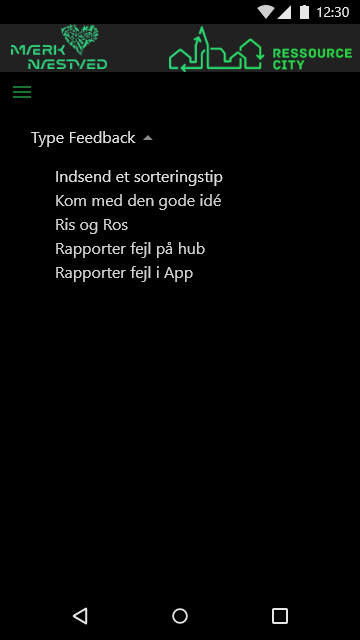 12:30
MÆRK
NÆSTVED
RESSOURCE
CITY
Type Feedback
Indsend et sorteringstip
Kom med den gode idé
Ris og Ros
Rapporter fejl på hub
Rapporter fejl i App